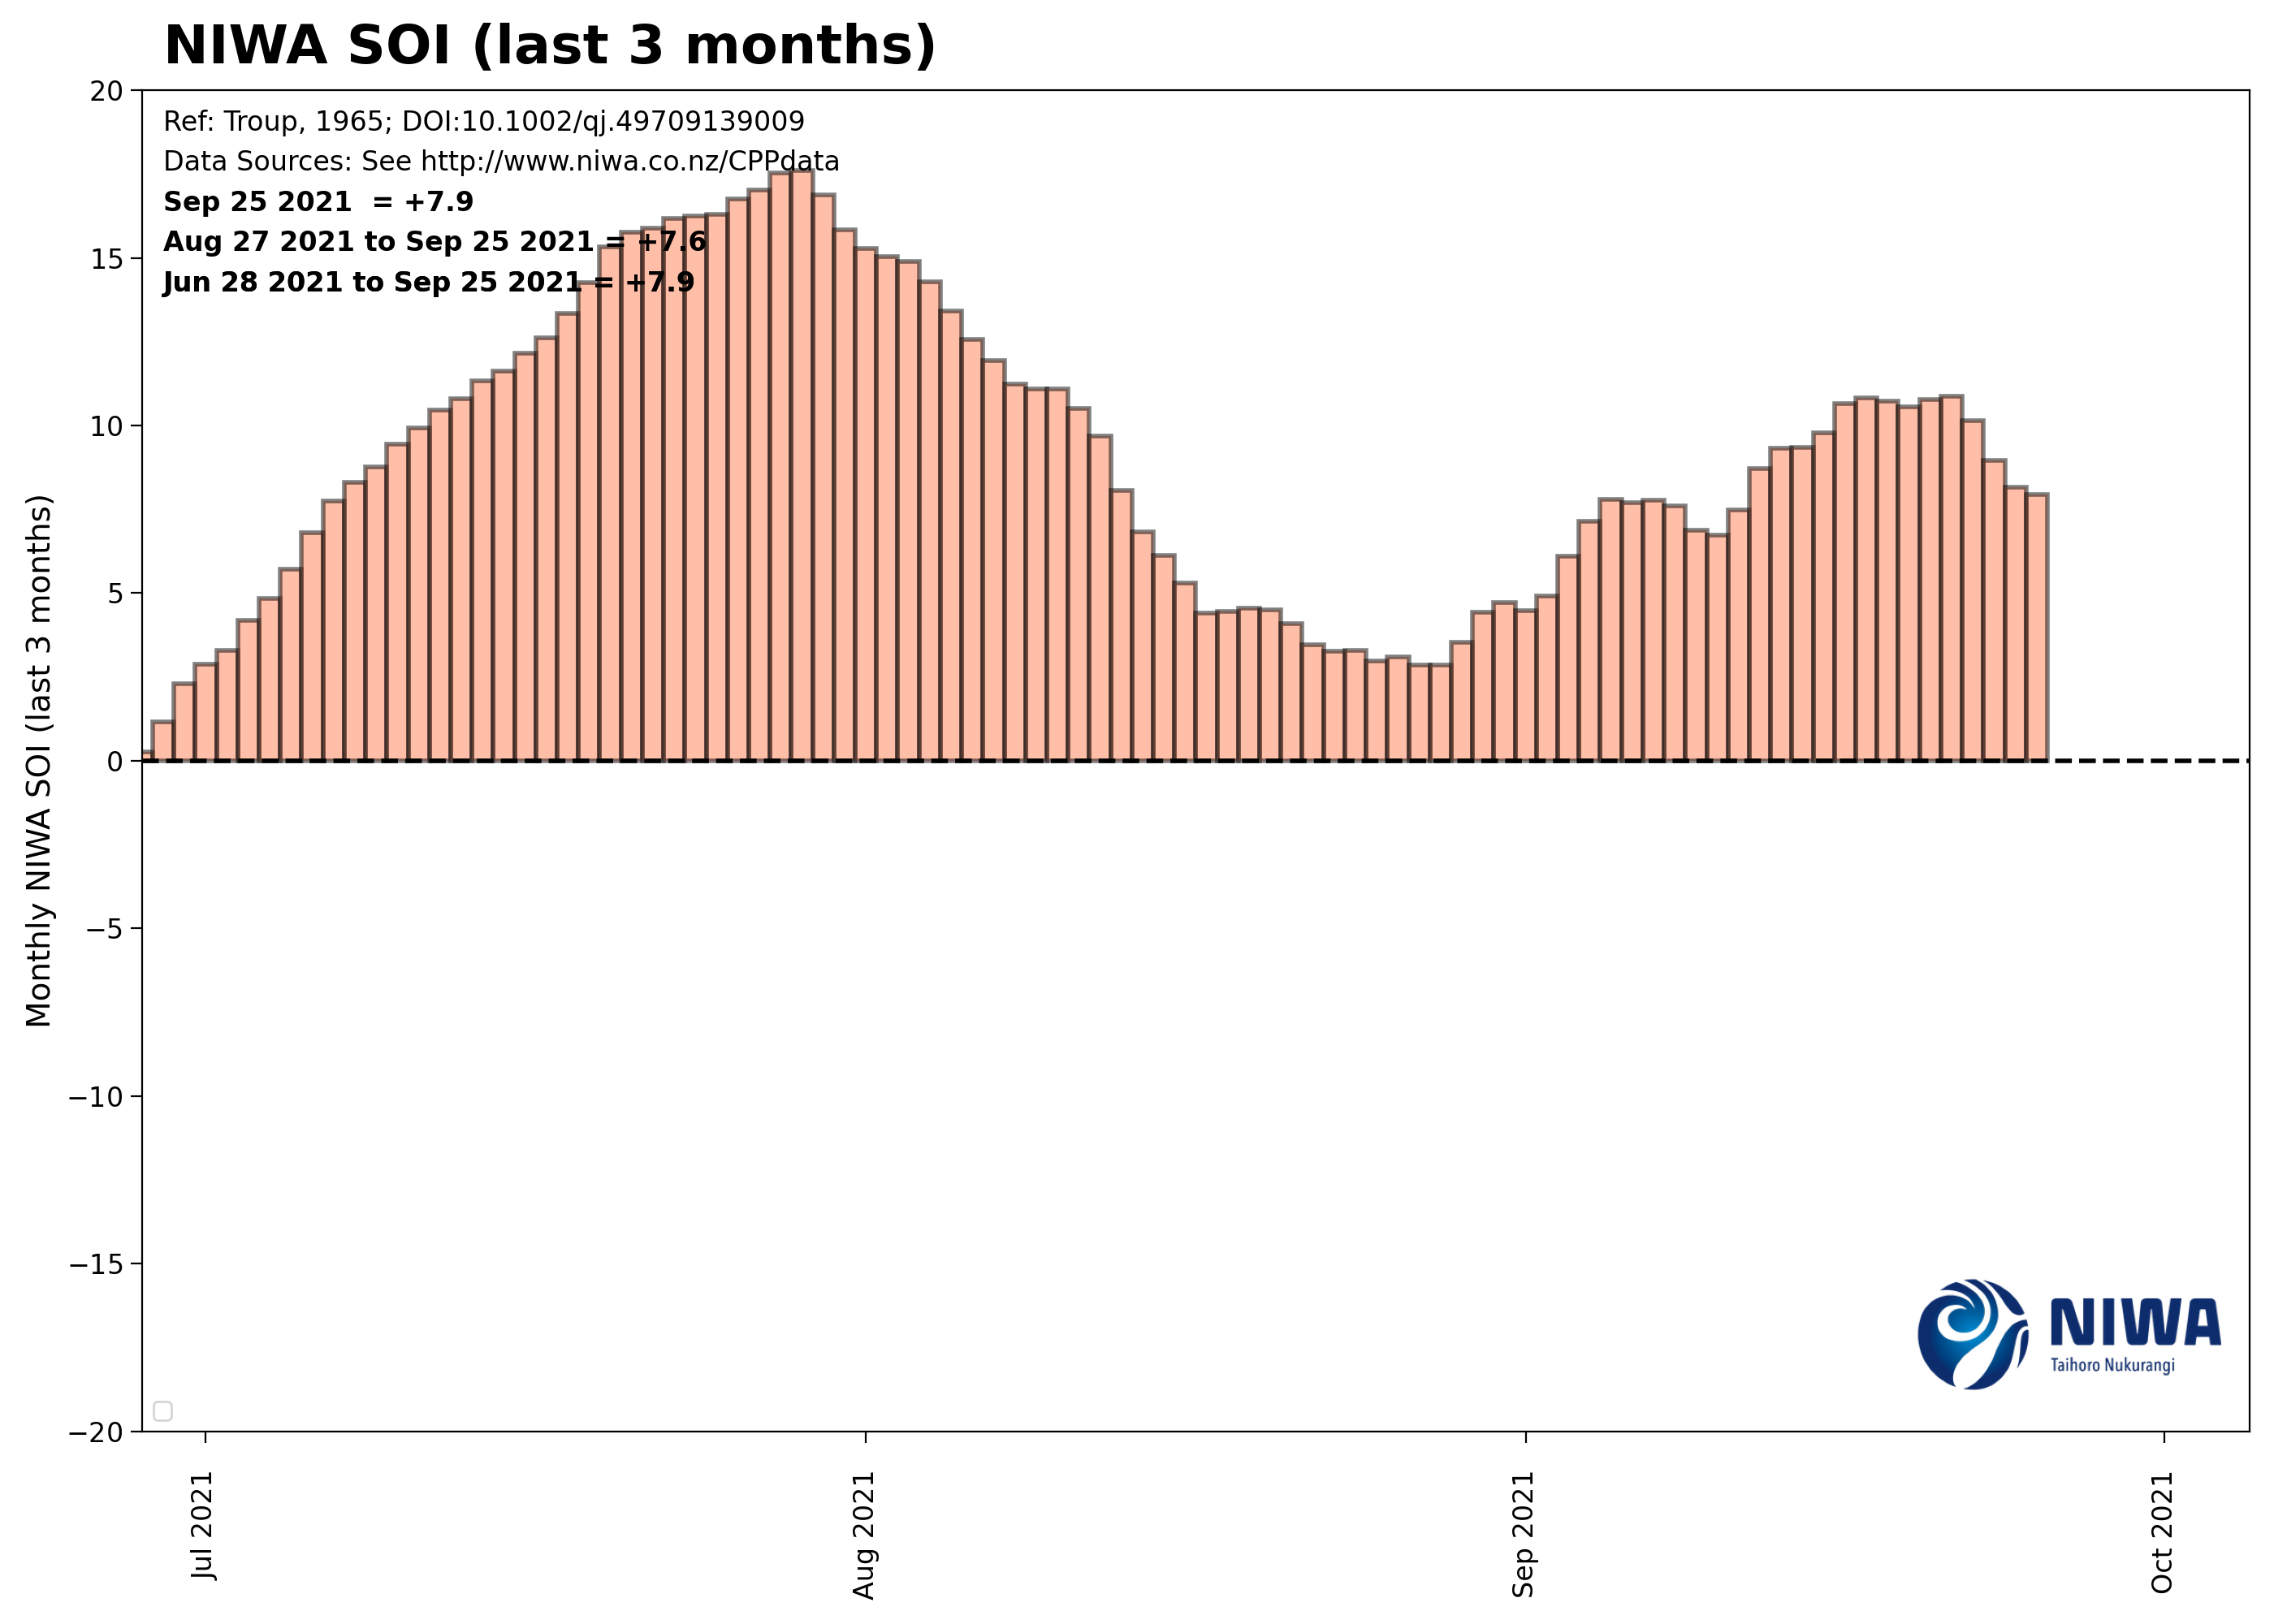 NIWA SOI (last 3 months)
Ref: Troup, 1965; DOI:10.1002/qj.49709139009
Data Sources: See http://www.niwa.co.nz/CPPdata
Sep 25 2021  = +7.9
Aug 27 2021 to Sep 25 2021 = +7.6
Jun 28 2021 to Sep 25 2021 = +7.9
Monthly NIWA SOI (last 3 months)
20
15
10
5
0
−5
−10
−15
−20
NIWA
Taihoro Nukurangi
Jul 2021
Aug 2021
Sep 2021
Oct 2021